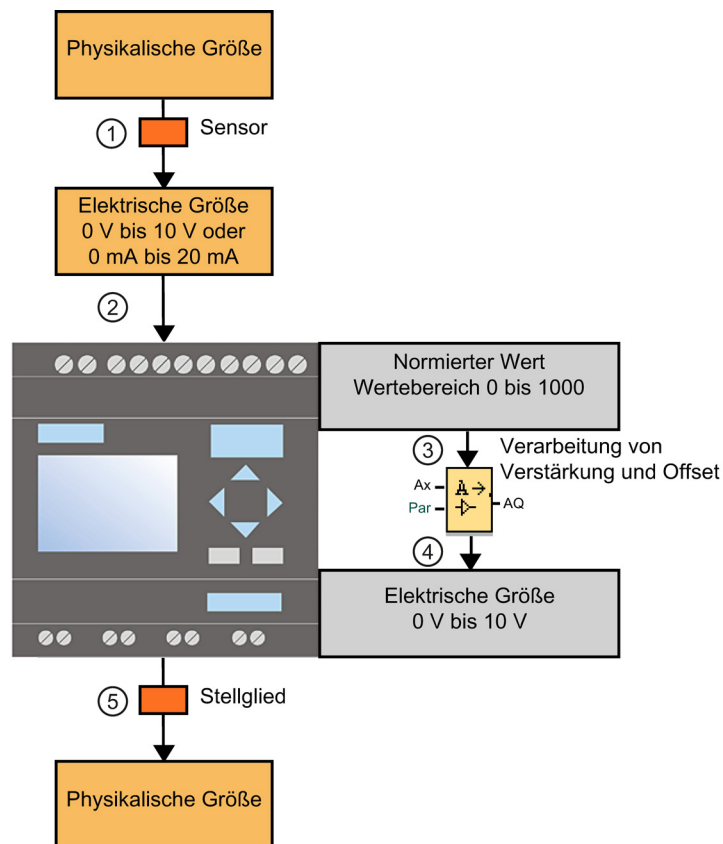 Physikalische Größe
1
Sensor
Elektrische Größe
0 V bis 10 V oder
0 mA bis 20 mA
2
Normierter Wert
Wertebereich 0 bis 1000
3
Verarbeitung von
Verstärkung und Offset
Ax
Par
A
AQ
4
Elektrische Größe
0 V bis 10 V
5
Stellglied
Physikalische Größe